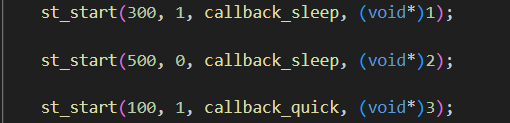 st_start(300, 1, callback_sleep, (void*)1);
st_start(500, 0, callback_sleep, (void*)2);
st_start(100, 1, callback_quick, (void*)3);